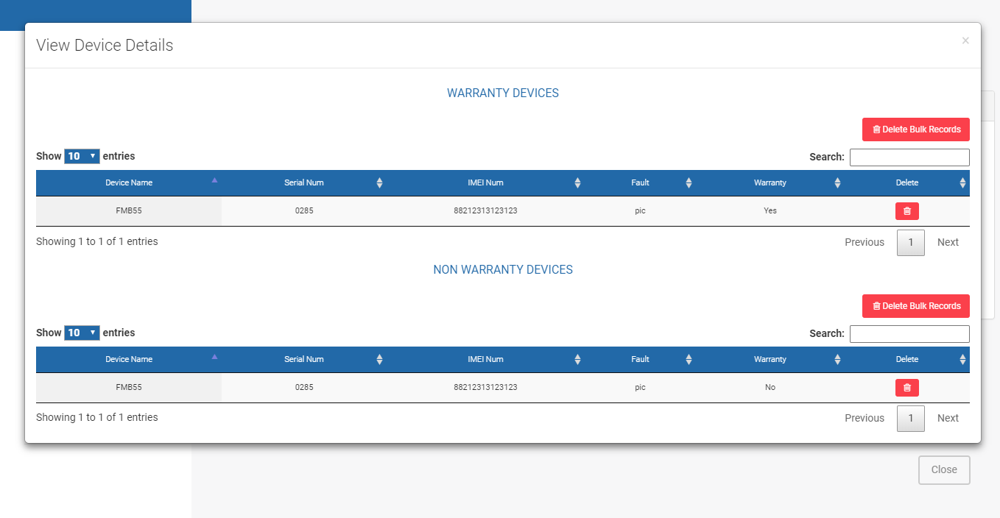 View Device Details ×
WARRANTY DEVICES
Delete Bulk Records
Show 10 entries Search:
Device Name Serial Num IMEI Num Fault Warranty Delete
FMB55 0285 88212313123123 pic Yes
Showing 1 to 1 of 1 entries Previous 1 Next
NON WARRANTY DEVICES
Delete Bulk Records
Show 10 entries Search:
Device Name Serial Num IMEI Num Fault Warranty Delete
FMB55 0285 88212313123123 pic No
Showing 1 to 1 of 1 entries Previous 1 Next
Close